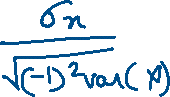 σx
√(-1)²var(X)